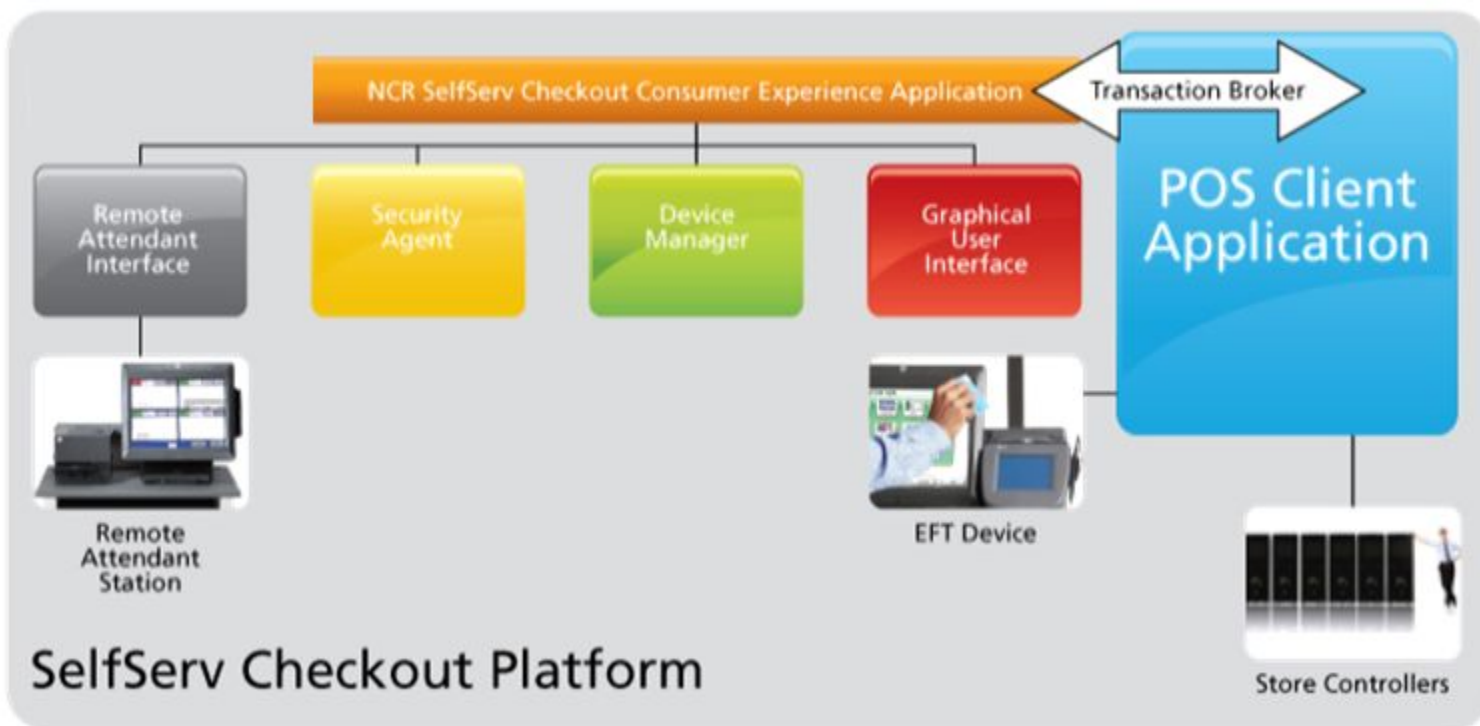 NCR SelfServ Checkout Consumer Experience Application
Transaction Broker
Remote
Attendant
Interface
Security
Agent
Device
Manager
Graphical
User
Interface
POS Client
Application
Remote
Attendant
Station
EFT Device
Store Controllers
SelfServ Checkout Platform